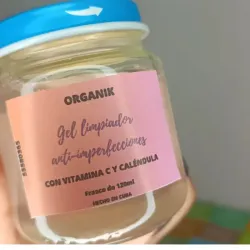 ORGANIK
Gel limpiador
anti-imperfecciones
CON VITAMINA C Y CALÉNDULA
Frasco de 120ml
HECHO EN CUBA